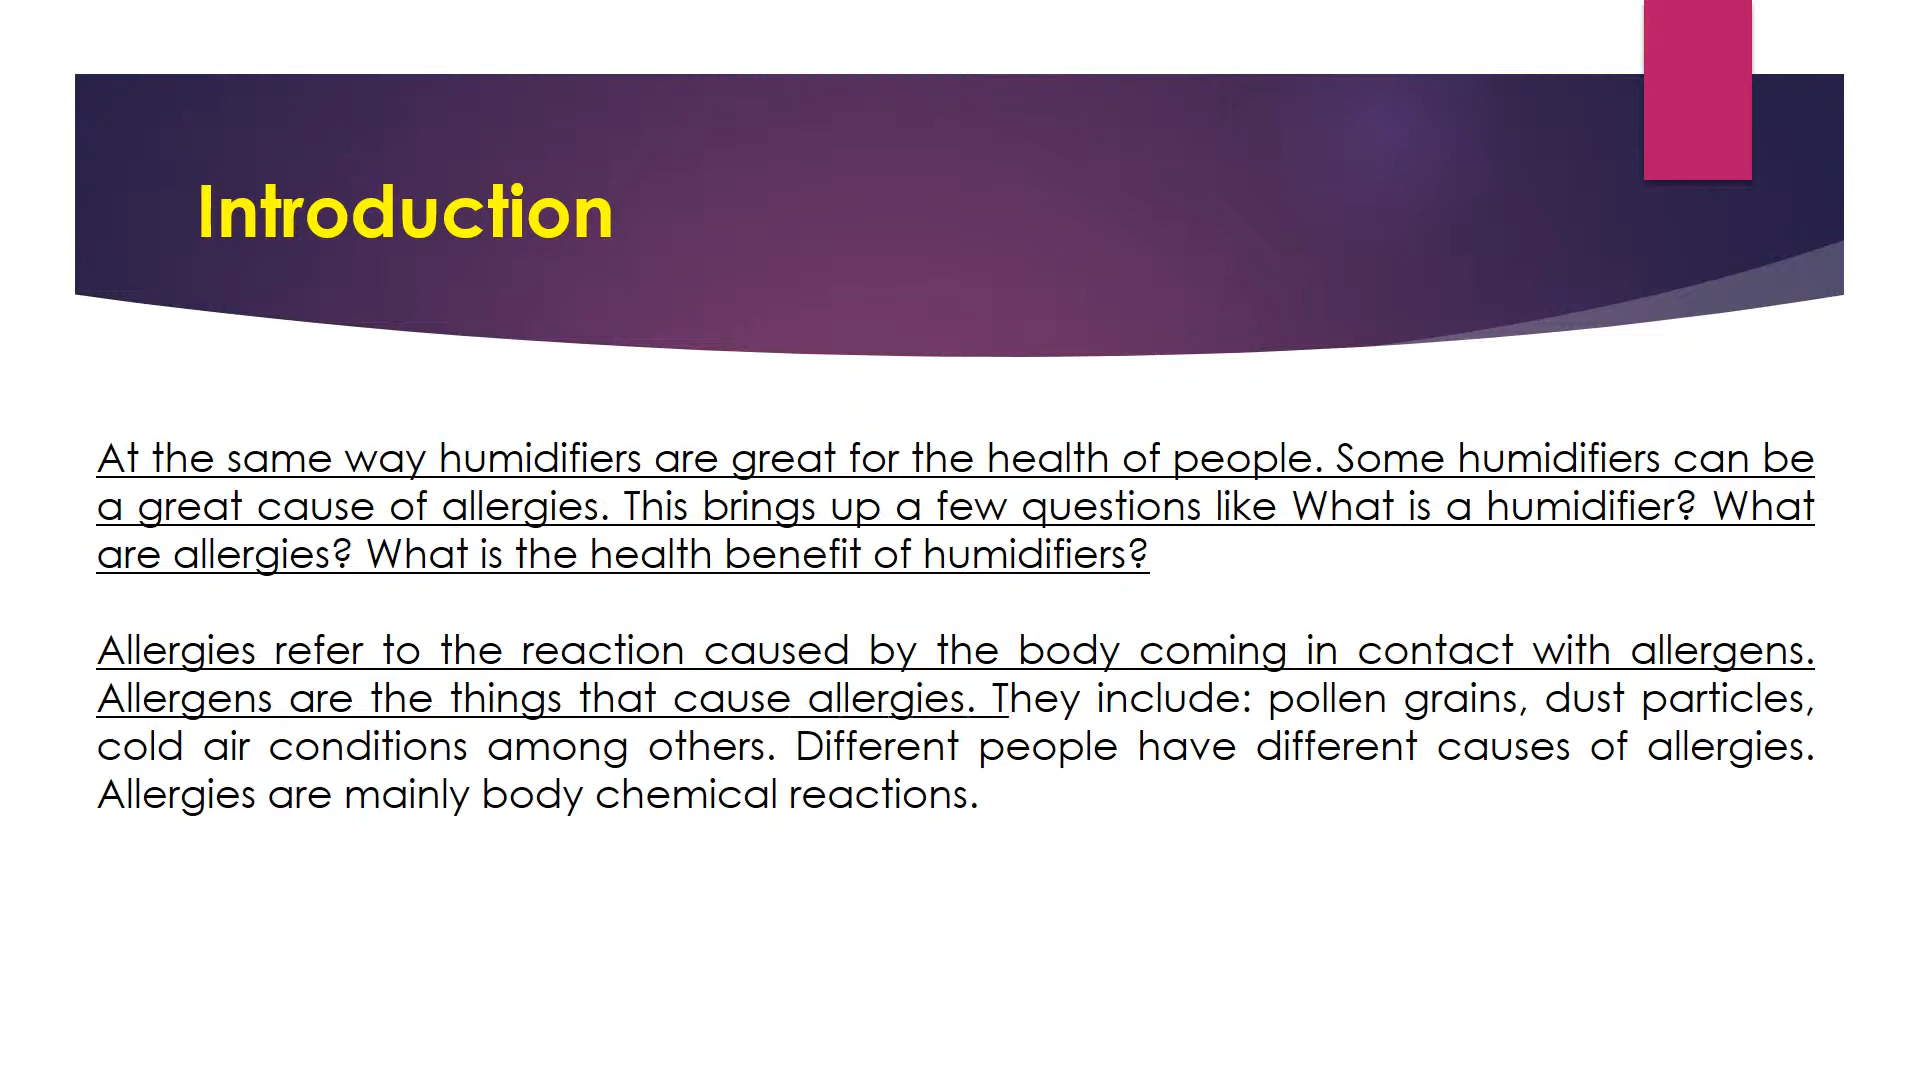 Introduction
At the same way humidifiers are great for the health of people. Some humidifiers can be
a great cause of allergies. This brings up a few questions like What is a humidifier? What
are allergies? What is the health benefit of humidifiers?
Allergies refer to the reaction caused by the body coming in contact with allergens.
Allergens are the things that cause allergies. They include: pollen grains, dust particles,
cold air conditions among others. Different people have different causes of allergies.
Allergies are mainly body chemical reactions.